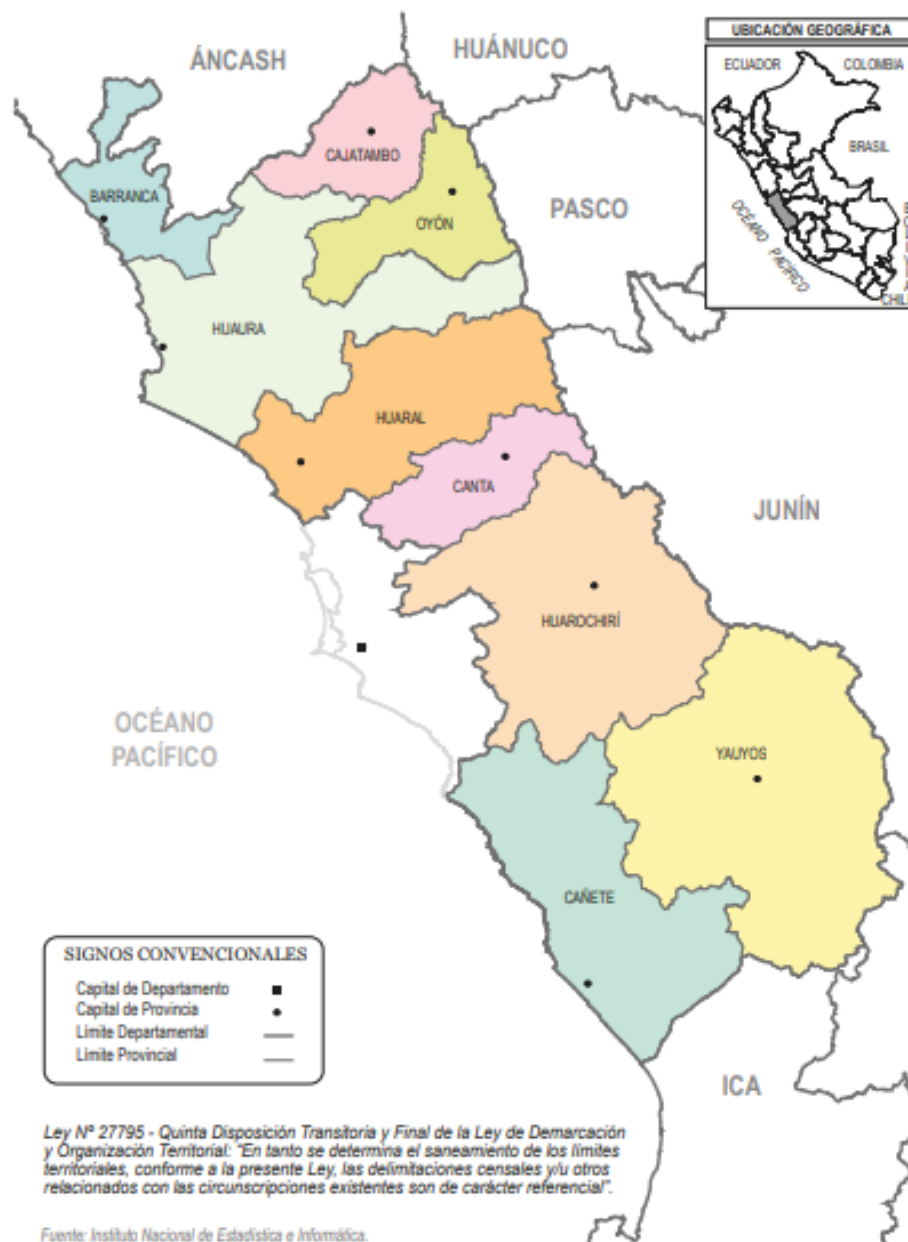 UBICACIÓN GEOGRÁFICA
ECUADOR
COLOMBIA
BRASIL
OCÉANO PACÍFICO
ÁNCASH
HUÁNUCO
CAJATAMBO
BARRANCA
OYÓN
PASCO
HUAURA
HUARAL
CANTA
JUNÍN
HUAROCHIRÍ
OCÉANO
PACÍFICO
YAUYOS
CAÑETE
ICA
SIGNOS CONVENCIONALES
Capital de Departamento
Capital de Provincia
Límite Departamental
Límite Provincial
Ley Nº 27795 - Quinta Disposición Transitoria y Final de la Ley de Demarcación
y Organización Territorial: "En tanto se determina el saneamiento de los límites
territoriales, conforme a la presente Ley, las delimitaciones censales y/u otros
relacionados con las circunscripciones existentes son de carácter referencial".
Fuente: Instituto Nacional de Estadística e Informática.